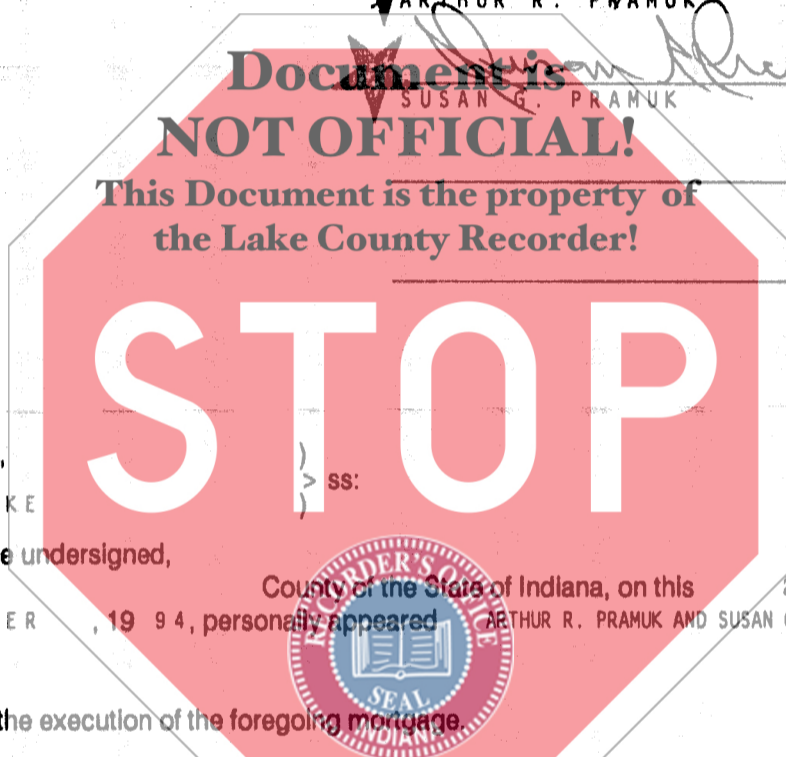 ARTHUR R. PRAMUK
Document is
SUSAN G. PRAMUK
NOT OFFICIAL!
This Document is the property of
the Lake County Recorder!
STOP
) > ) ss:
KE
e undersigned,
County of the State of Indiana, on this
ER , 19 94, personally appeared ARTHUR R. PRAMUK AND SUSAN
the execution of the foregoing mortgage.
RECORDER'S OFFICE
SEAL
INDIANA